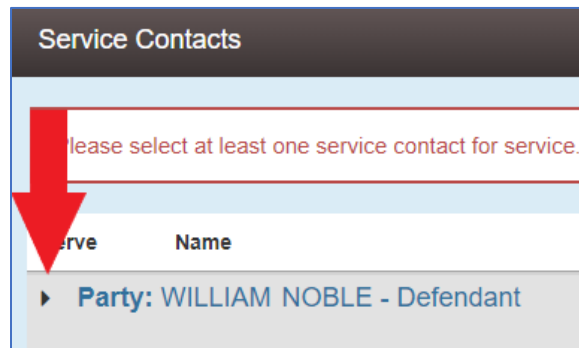 Service Contacts
lease select at least one service contact for service.
erve Name
Party: WILLIAM NOBLE - Defendant